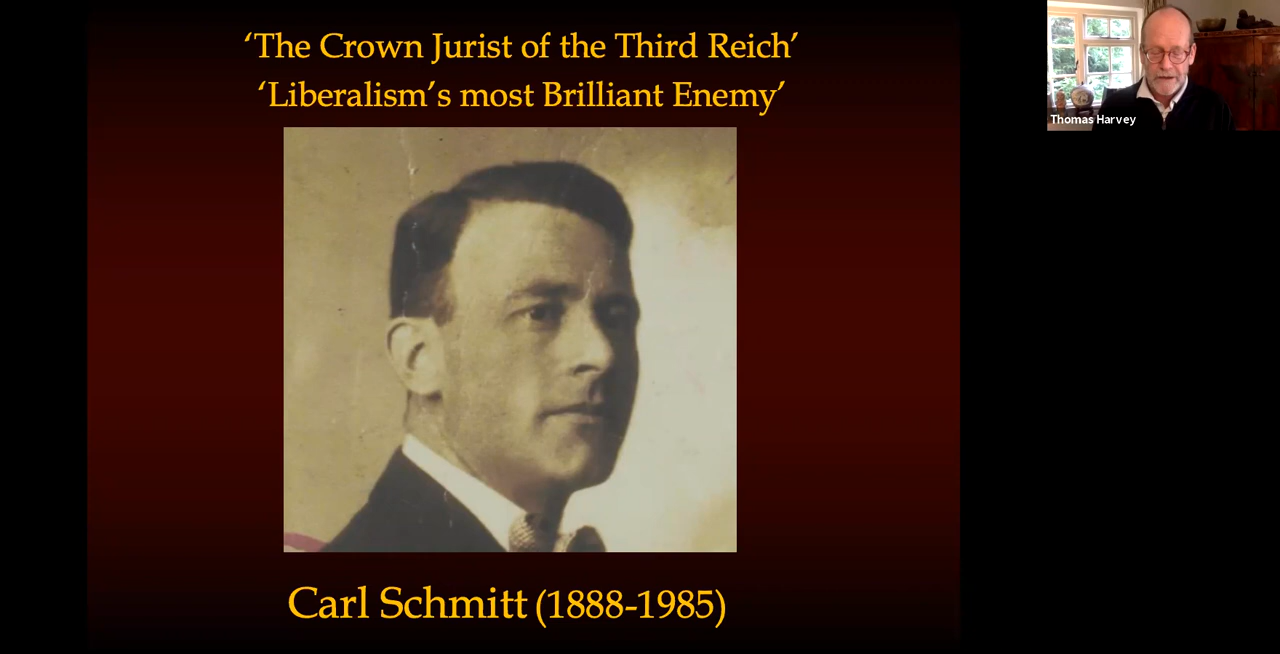 ‘The Crown Jurist of the Third Reich’
‘Liberalism’s most Brilliant Enemy’
Thomas Harvey
Carl Schmitt (1888-1985)